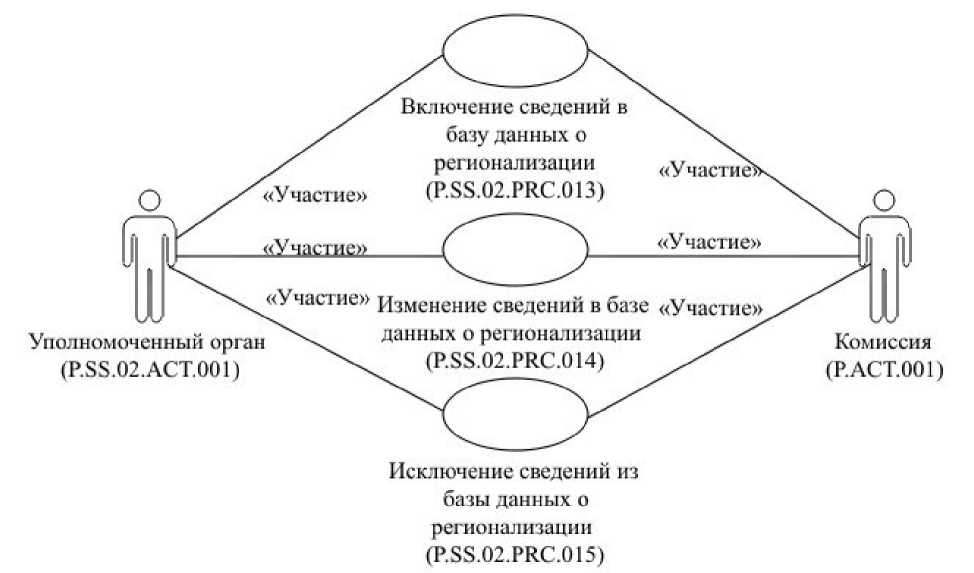 Включение сведений в
базу данных о
регионализации
(P.SS.02.PRC.013)
«Участие»
«Участие»
«Участие»
«Участие»
«Участие»
«Участие»
Изменение сведений в базе
данных о регионализации
(P.SS.02.PRC.014)
Уполномоченный орган
(P.SS.02.ACT.001)
Комиссия
(P.ACT.001)
Исключение сведений из
базы данных о
регионализации
(P.SS.02.PRC.015)